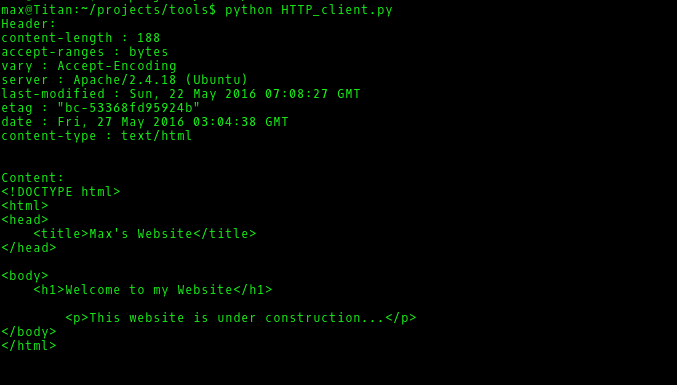 max@Titan:~/projects/tools$ python HTTP_client.py
Header:
content-length : 188
accept-ranges : bytes
vary : Accept-Encoding
server : Apache/2.4.18 (Ubuntu)
last-modified : Sun, 22 May 2016 07:08:27 GMT
etag : "bc-53368fd95924b"
date : Fri, 27 May 2016 03:04:38 GMT
content-type : text/html
Content:
<!DOCTYPE html>
<html>
<head>
    <title>Max's Website</title>
</head>
<body>
    <h1>Welcome to my Website</h1>
        <p>This website is under construction...</p>
</body>
</html>